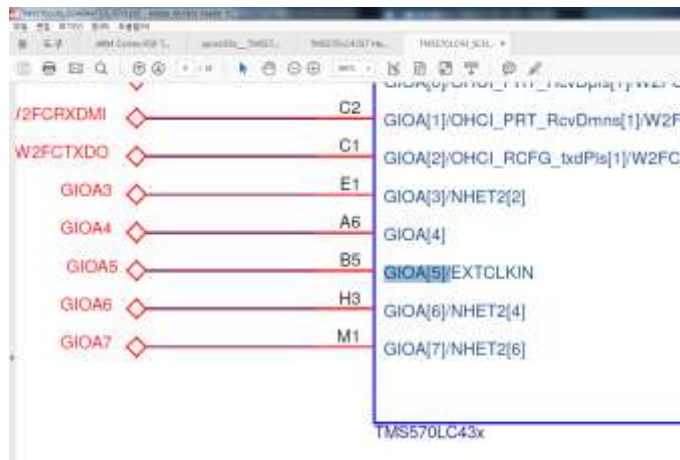 TMS570LC43_SCH...
C2
/2FCRXDMI
GIOA[1]/OHCI_PRT_RcvDmns[1]/W2F
C1
W2FCTXDO
GIOA[2]/OHCI_RCFG_txdPls[1]/W2FC
E1
GIOA3
GIOA[3]/NHET2[2]
A6
GIOA4
GIOA[4]
B5
GIOA5
GIOA[5]/EXTCLKIN
H3
GIOA6
GIOA[6]/NHET2[4]
M1
GIOA7
GIOA[7]/NHET2[6]
TMS570LC43x